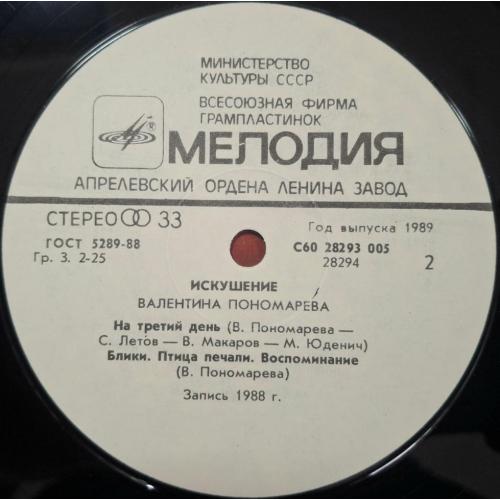 МИНИСТЕРСТВО
КУЛЬТУРЫ СССР
ВСЕСОЮЗНАЯ ФИРМА
ГРАМПЛАСТИНОК
МЕЛОДИЯ
АПРЕЛЕВСКИЙ ОРДЕНА ЛЕНИНА ЗАВОД
СТЕРЕО 33
Год выпуска 1989
ГОСТ 5289-88
С60 28293 005
Гр. 3. 2-25
28294
2
ИСКУШЕНИЕ
ВАЛЕНТИНА ПОНОМАРЕВА
На третий день (В. Пономарева —
С. Летов — В. Макаров — М. Юденич)
Блики. Птица печали. Воспоминание
(В. Пономарева)
Запись 1988 г.